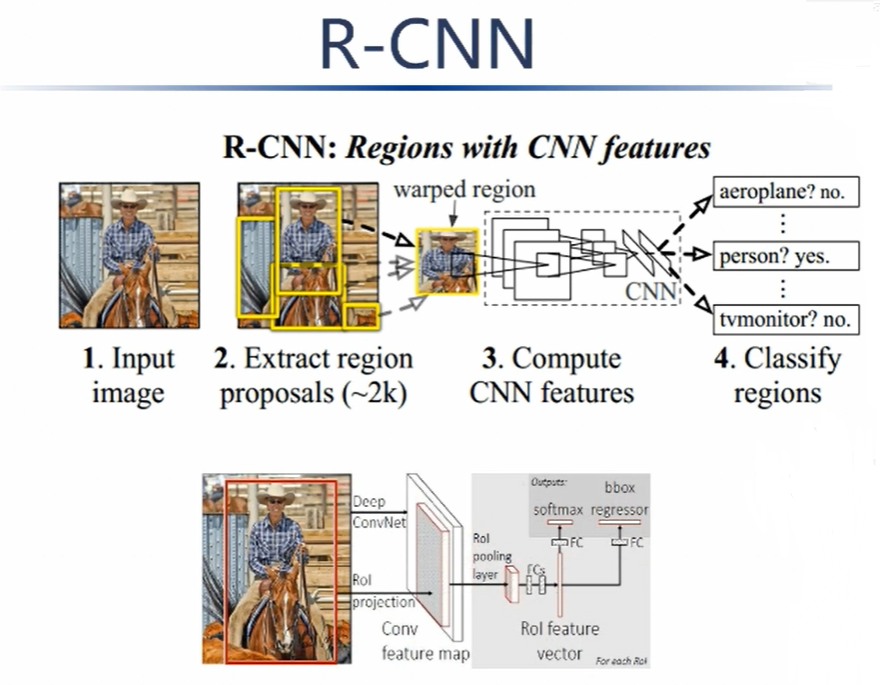 R-CNN
R-CNN: Regions with CNN features
warped region
aeroplane? no.
person? yes.
CNN
tvmonitor? no.
1. Input
image
2. Extract region
proposals (~2k)
3. Compute
CNN features
4. Classify
regions
Outputs:
bbox
softmax
regressor
Deep
ConvNet
FC
FC
RoI
pooling
layer
FCs
RoI
projection
Conv
feature map
RoI feature
vector
For each RoI